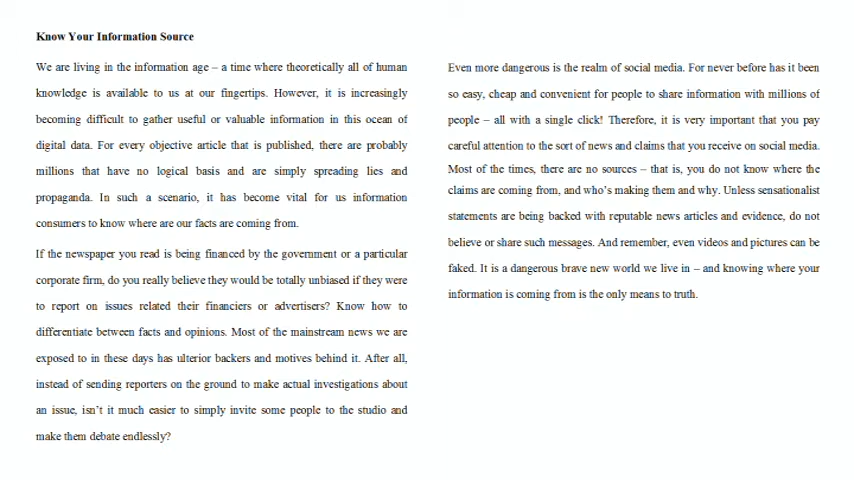 Know Your Information Source
We are living in the information age – a time where theoretically all of human
knowledge is available to us at our fingertips. However, it is increasingly
becoming difficult to gather useful or valuable information in this ocean of
digital data. For every objective article that is published, there are probably
millions that have no logical basis and are simply spreading lies and
propaganda. In such a scenario, it has become vital for us information
consumers to know where are our facts are coming from.
If the newspaper you read is being financed by the government or a particular
corporate firm, do you really believe they would be totally unbiased if they were
to report on issues related their financiers or advertisers? Know how to
differentiate between facts and opinions. Most of the mainstream news we are
exposed to in these days has ulterior backers and motives behind it. After all,
instead of sending reporters on the ground to make actual investigations about
an issue, isn’t it much easier to simply invite some people to the studio and
make them debate endlessly?
Even more dangerous is the realm of social media. For never before has it been
so easy, cheap and convenient for people to share information with millions of
people – all with a single click! Therefore, it is very important that you pay
careful attention to the sort of news and claims that you receive on social media.
Most of the times, there are no sources – that is, you do not know where the
claims are coming from, and who’s making them and why. Unless sensationalist
statements are being backed with reputable news articles and evidence, do not
believe or share such messages. And remember, even videos and pictures can be
faked. It is a dangerous brave new world we live in – and knowing where your
information is coming from is the only means to truth.